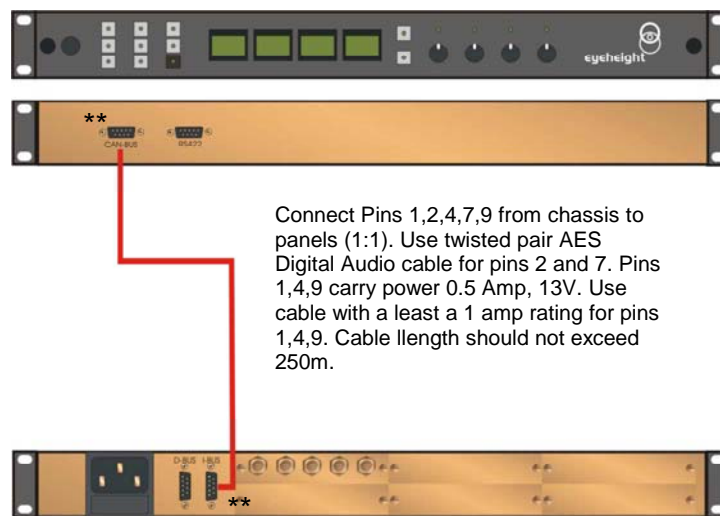 eyeheight
**
CAN-BUS
RS422
Connect Pins 1,2,4,7,9 from chassis to
panels (1:1). Use twisted pair AES
Digital Audio cable for pins 2 and 7. Pins
1,4,9 carry power 0.5 Amp, 13V. Use
cable with a least a 1 amp rating for pins
1,4,9. Cable llength should not exceed
250m.
D-BUS I-BUS
**